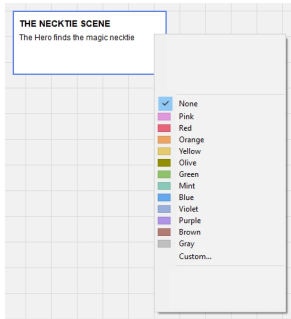 THE NECKTIE SCENE
The Hero finds the magic necktie
None
Pink
Red
Orange
Yellow
Olive
Green
Mint
Blue
Violet
Purple
Brown
Gray
Custom...